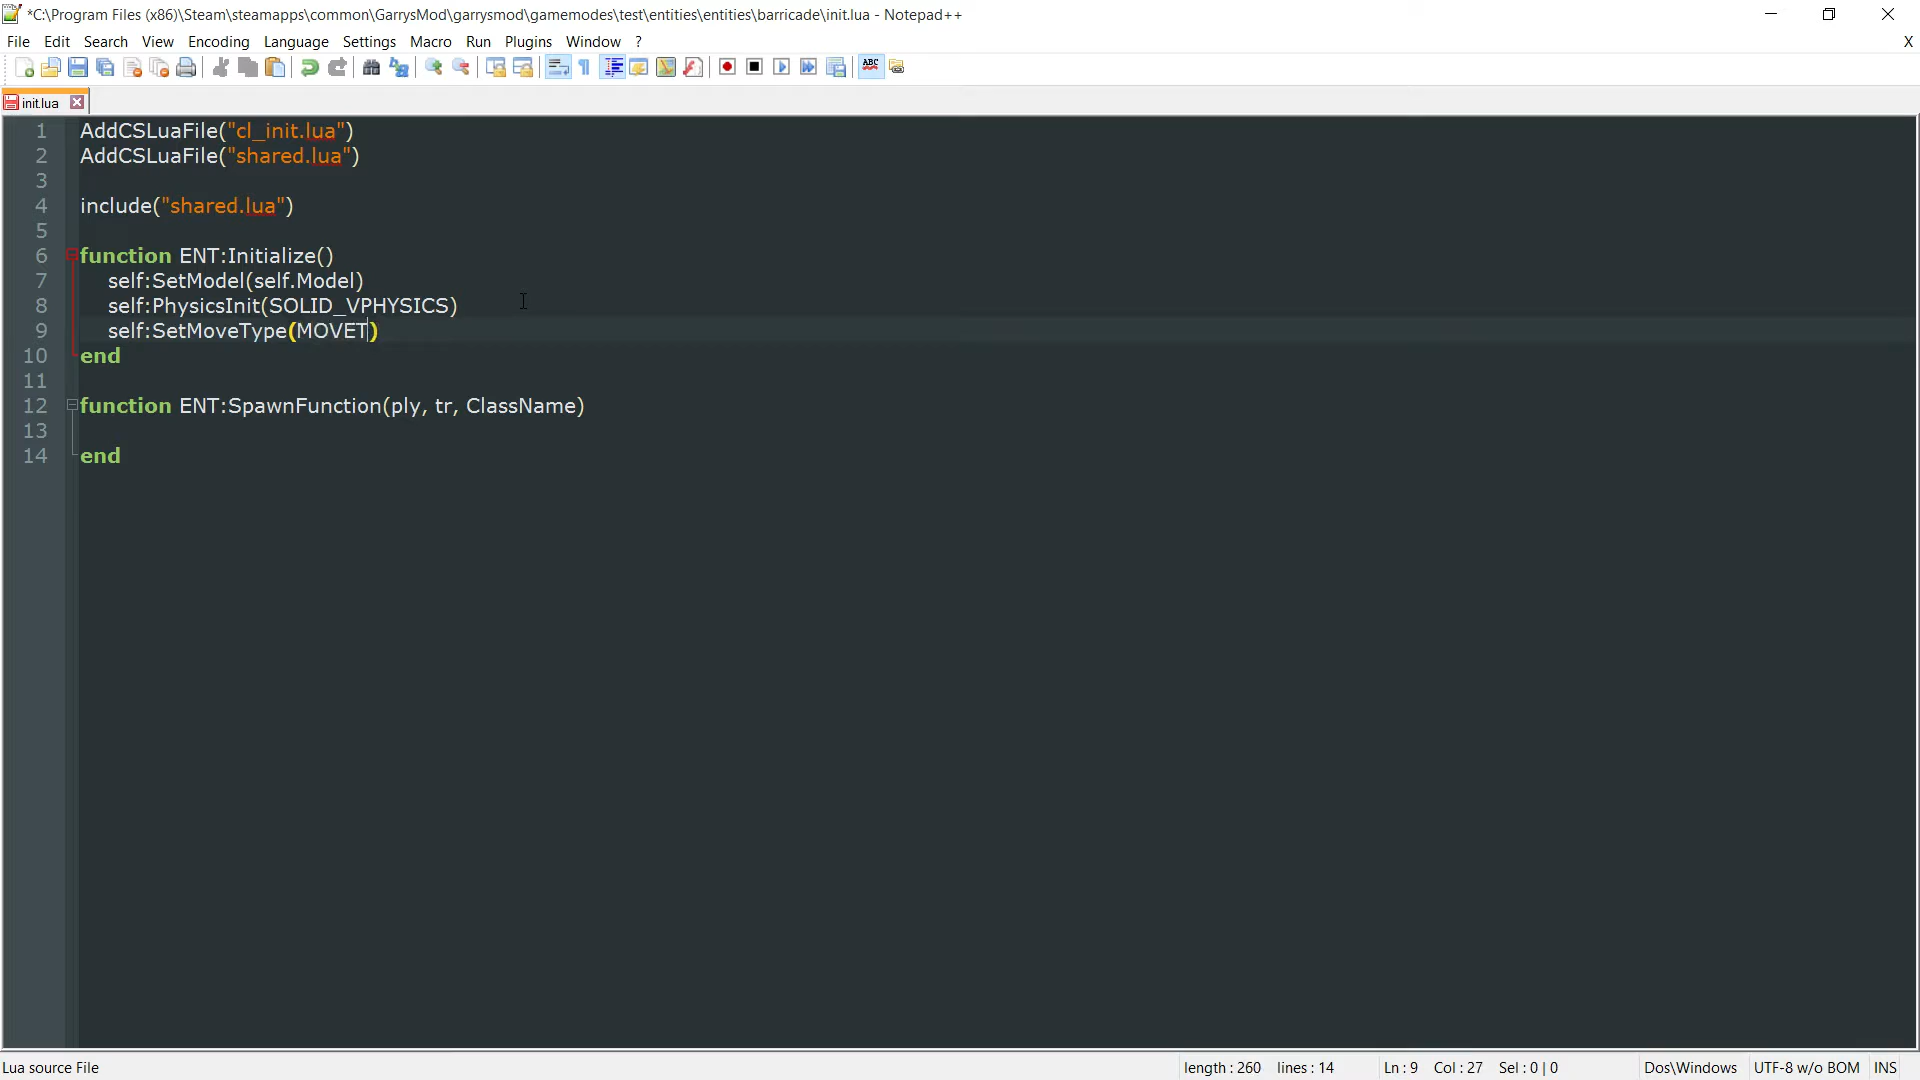 *C:\Program Files (x86)\Steam\steamapps\common\GarrysMod\garrysmod\gamemodes\test\entities\entities\barricade\init.lua - Notepad++
File Edit Search View Encoding Language Settings Macro Run Plugins Window ? X
ABC
init.lua
1 AddCSLuaFile("cl_init.lua")
2 AddCSLuaFile("shared.lua")
3
4 include("shared.lua")
5
6 function ENT:Initialize()
7 self:SetModel(self.Model)
8 self:PhysicsInit(SOLID_VPHYSICS)
9 self:SetMoveType(MOVET)
10 end
11
12 function ENT:SpawnFunction(ply, tr, ClassName)
13
14 end
Lua source File length : 260 lines : 14 Ln : 9 Col : 27 Sel : 0 | 0 Dos\Windows UTF-8 w/o BOM INS